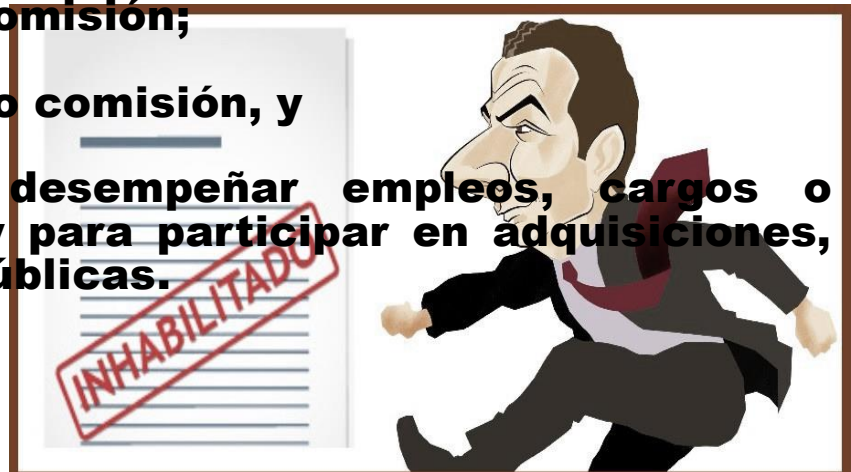 omisión;
o comisión, y
desempeñar empleos, cargos o
para participar en adquisiciones,
úblicas.
INHABILITADO